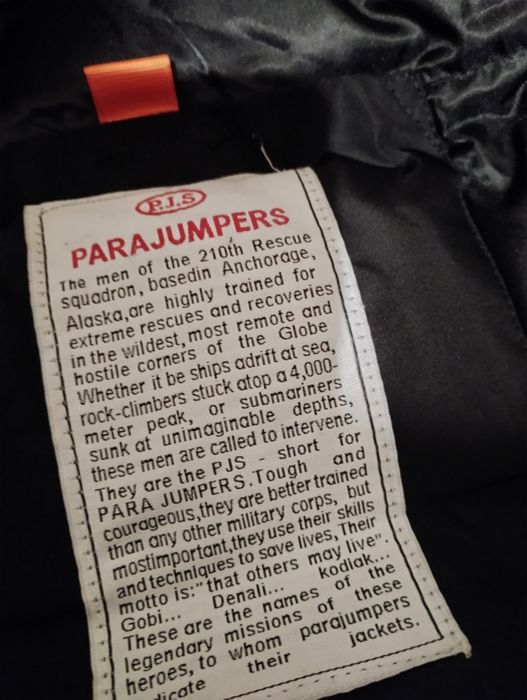 P.J.S
PARAJUMPERS
The men of the 210th Rescue
squadron, basedin Anchorage,
Alaska,are highly trained for
extreme rescues and recoveries
in the wildest, most remote and
hostile corners of the Globe
Whether it be ships adrift at sea,
rock-climbers stuck atop a 4,000-
meter peak, or submariners
sunk at unimaginable depths,
these men are called to intervene.
They are the PJS - short for
PARA JUMPERS.Tough and
courageous,they are better trained
than any other military corps, but
mostimportant,they use their skills
and techniques to save lives, Their
motto is:"that others may live".
Gobi... Denali... kodiak...
These are the names of the
legendary missions of these
heroes, to whom parajumpers
dicate their jackets.